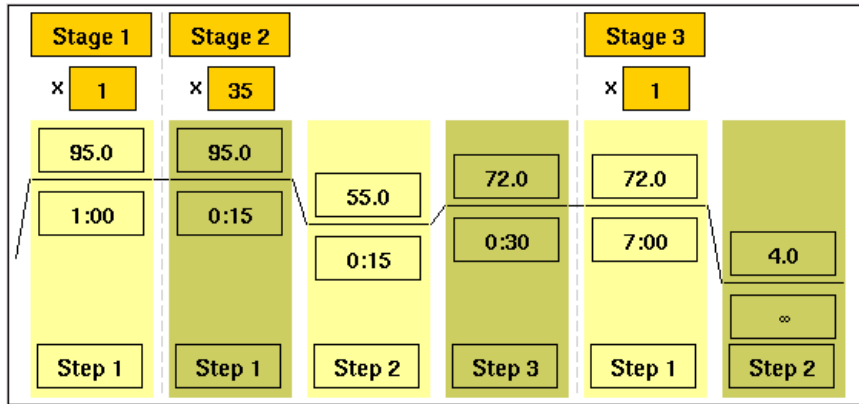 Stage 1 Stage 2 Stage 3
X 1 X 35 X 1
95.0 95.0 55.0 72.0 72.0 4.0
1:00 0:15 0:15 0:30 7:00 ∞
Step 1 Step 1 Step 2 Step 3 Step 1 Step 2